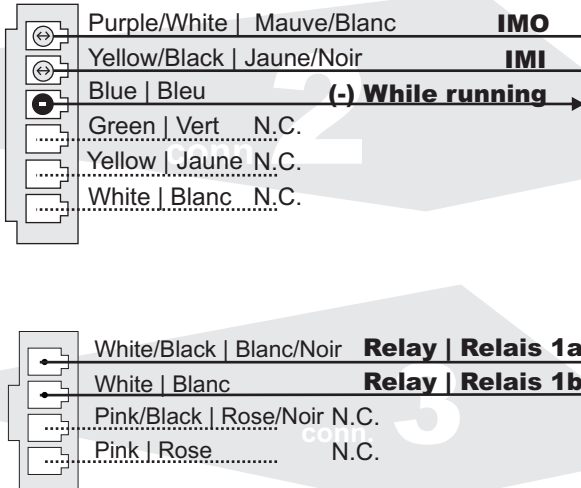 Purple/White | Mauve/Blanc IMO
Yellow/Black | Jaune/Noir IMI
Blue | Bleu (-) While running
Green | Vert N.C.
Yellow | Jaune N.C.
White | Blanc N.C.
conn. 2
White/Black | Blanc/Noir Relay | Relais 1a
White | Blanc Relay | Relais 1b
Pink/Black | Rose/Noir N.C.
Pink | Rose N.C.
conn. 3